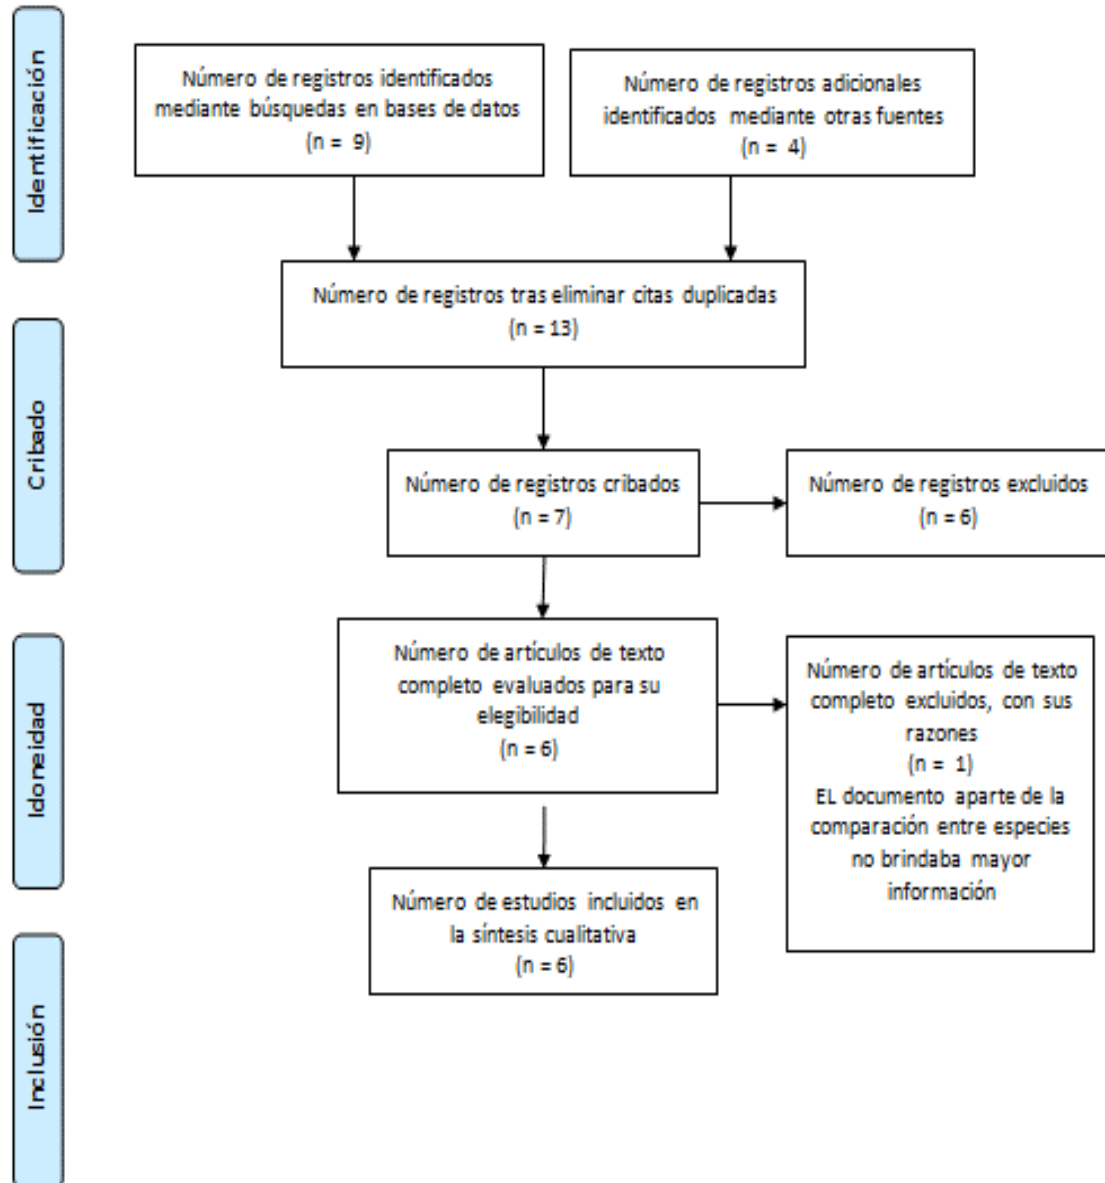 Identificación
Número de registros identificados
mediante búsquedas en bases de datos
(n = 9)
Número de registros adicionales
identificados mediante otras fuentes
(n = 4)
Número de registros tras eliminar citas duplicadas
(n = 13)
Cribado
Número de registros cribados
(n = 7)
Número de registros excluidos
(n = 6)
Idoneidad
Número de artículos de texto
completo evaluados para su
elegibilidad
(n = 6)
Número de artículos de texto
completo excluidos, con sus
razones
(n = 1)
EL documento aparte de la
comparación entre especies
no brindaba mayor
información
Inclusión
Número de estudios incluidos en
la síntesis cualitativa
(n = 6)